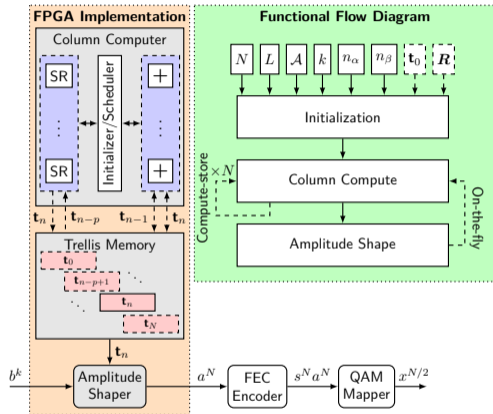 FPGA Implementation
Column Computer
SR
⋮
SR
Initializer/Scheduler
+
⋮
+
t_n t_{n−p} t_{n−1} t_n
Trellis Memory
t_0
t_{n−p+1}
t_n
t_N
t_n
Functional Flow Diagram
N L 𝒜 k n_α n_β t_0 R
Initialization
Compute-store
×N
Column Compute
On-the-fly
Amplitude Shape
b^k
Amplitude
Shaper
a^N
FEC
Encoder
s^N a^N
QAM
Mapper
x^{N/2}